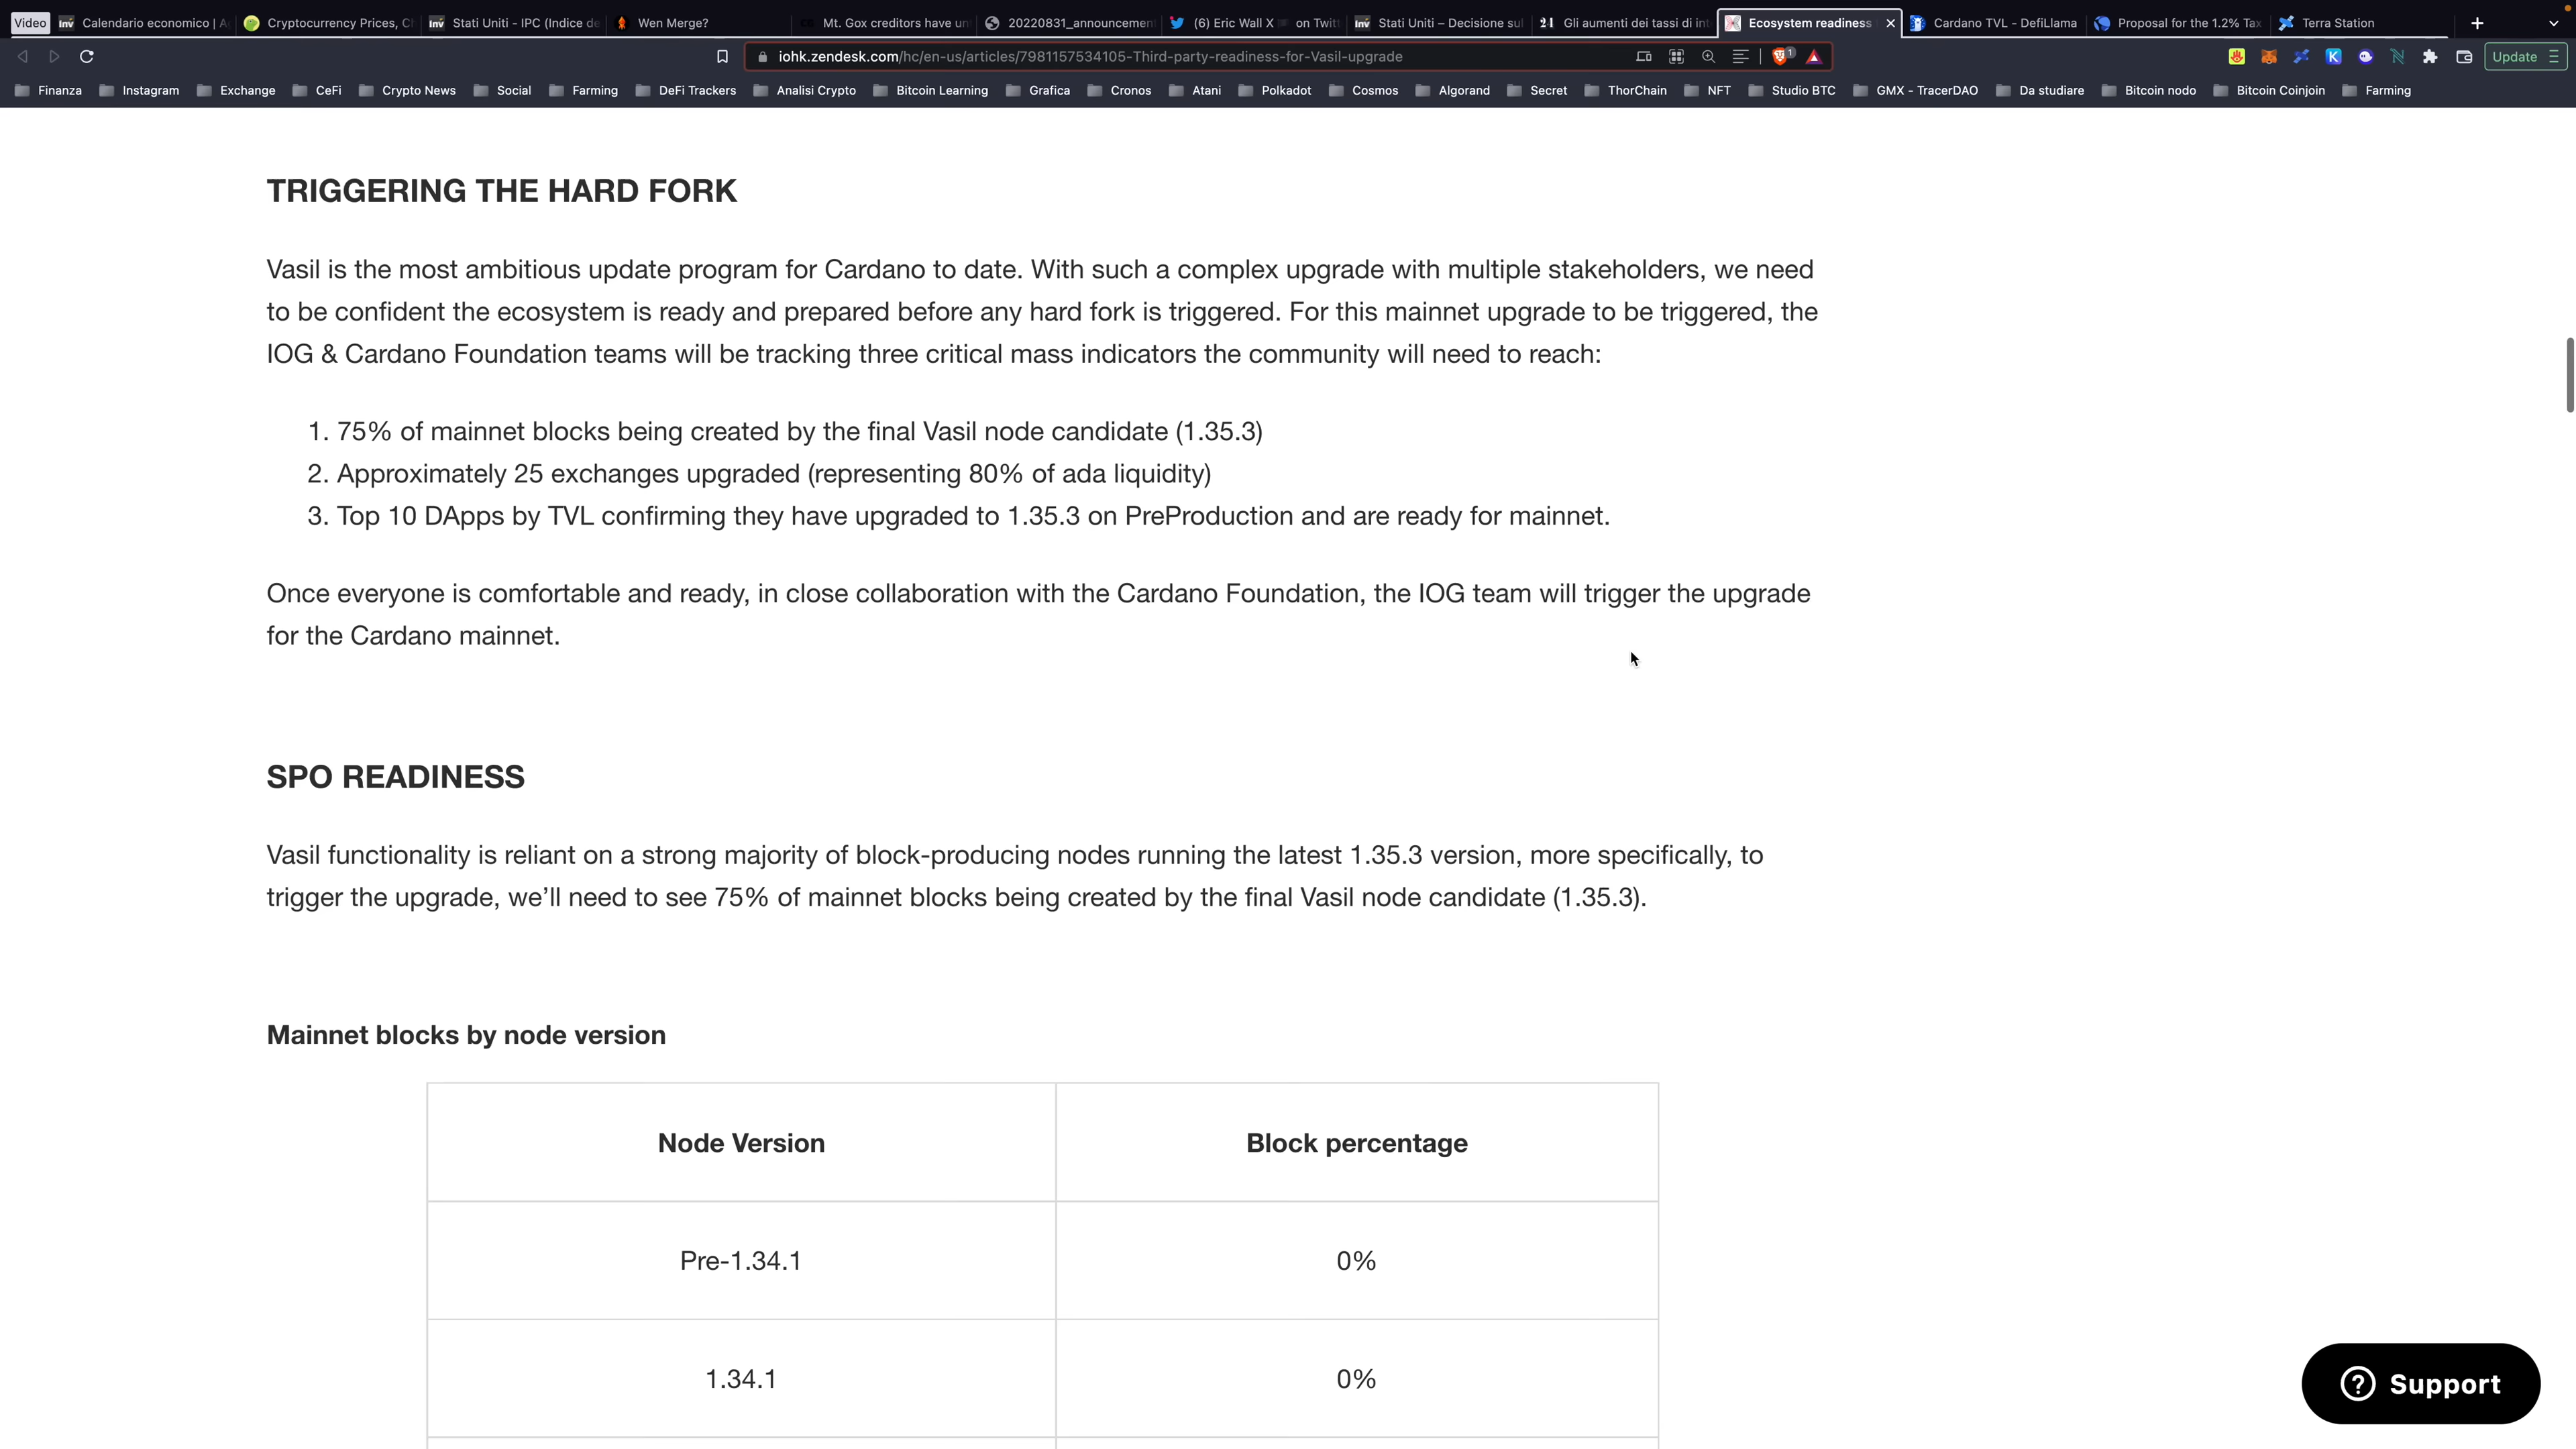 Video Calendario economico | A Cryptocurrency Prices, C Stati Uniti - IPC (Indice de Wen Merge? Mt. Gox creditors have un 20220831_announcemen (6) Eric Wall X on Twit Stati Uniti – Decisione su Gli aumenti dei tassi di int Ecosystem readiness Cardano TVL - DefiLlama Proposal for the 1.2% Tax Terra Station
iohk.zendesk.com/hc/en-us/articles/7981157534105-Third-party-readiness-for-Vasil-upgrade 1 Update
Finanza Instagram Exchange CeFi Crypto News Social Farming DeFi Trackers Analisi Crypto Bitcoin Learning Grafica Cronos Atani Polkadot Cosmos Algorand Secret ThorChain NFT Studio BTC GMX - TracerDAO Da studiare Bitcoin nodo Bitcoin Coinjoin Farming
TRIGGERING THE HARD FORK
Vasil is the most ambitious update program for Cardano to date. With such a complex upgrade with multiple stakeholders, we need
to be confident the ecosystem is ready and prepared before any hard fork is triggered. For this mainnet upgrade to be triggered, the
IOG & Cardano Foundation teams will be tracking three critical mass indicators the community will need to reach:
1. 75% of mainnet blocks being created by the final Vasil node candidate (1.35.3)
2. Approximately 25 exchanges upgraded (representing 80% of ada liquidity)
3. Top 10 DApps by TVL confirming they have upgraded to 1.35.3 on PreProduction and are ready for mainnet.
Once everyone is comfortable and ready, in close collaboration with the Cardano Foundation, the IOG team will trigger the upgrade
for the Cardano mainnet.
SPO READINESS
Vasil functionality is reliant on a strong majority of block-producing nodes running the latest 1.35.3 version, more specifically, to
trigger the upgrade, we’ll need to see 75% of mainnet blocks being created by the final Vasil node candidate (1.35.3).
Mainnet blocks by node version
Node Version Block percentage
Pre-1.34.1 0%
1.34.1 0%
Support